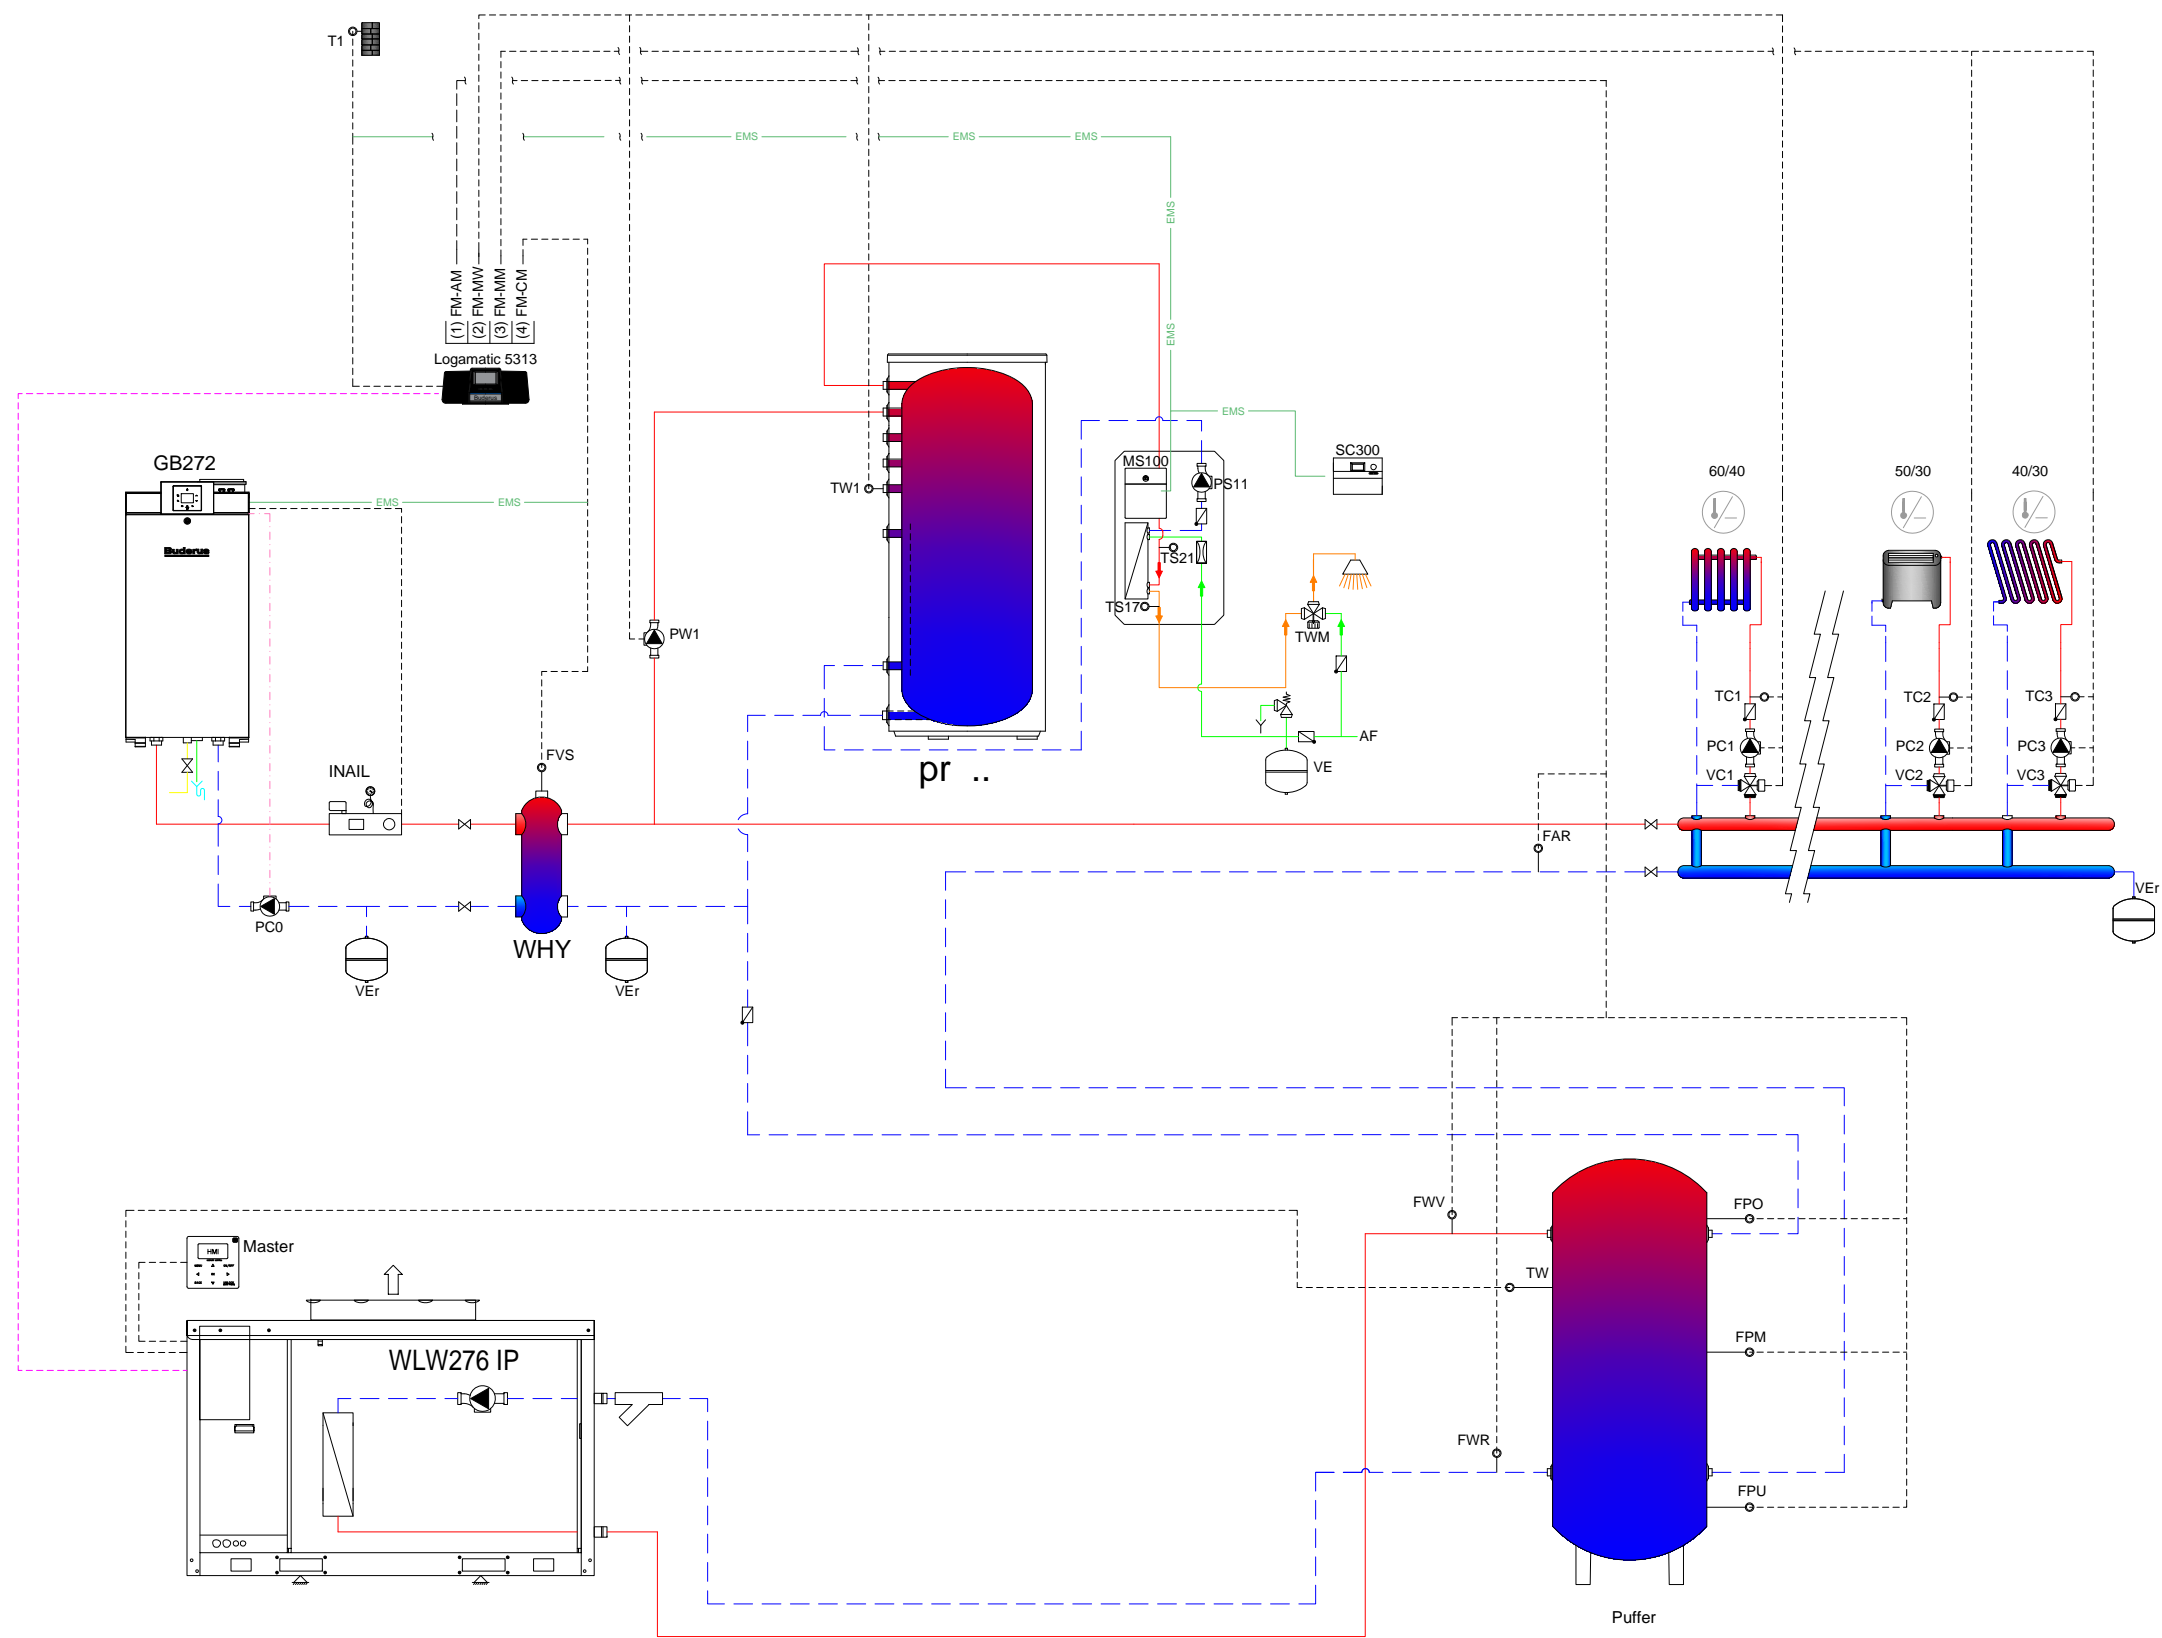 T1
EMS
EMS
EMS
EMS
EMS
(1) FM-AM
(2) FM-MW
(3) FM-MM
(4) FM-CM
Logamatic 5313
Buderus
EMS
GB272
EMS
EMS
Buderus
TW1
MS100
PS11
TS21
TS17
SC300
60/40
50/30
40/30
PW1
TWM
TC1
TC2
TC3
PC1
PC2
PC3
VC1
VC2
VC3
AF
VE
pr ..
FVS
INAIL
FAR
VEr
PC0
WHY
VEr
VEr
FWV
FPO
HMI
Master
TW
FPM
WLW276 IP
FWR
FPU
Puffer